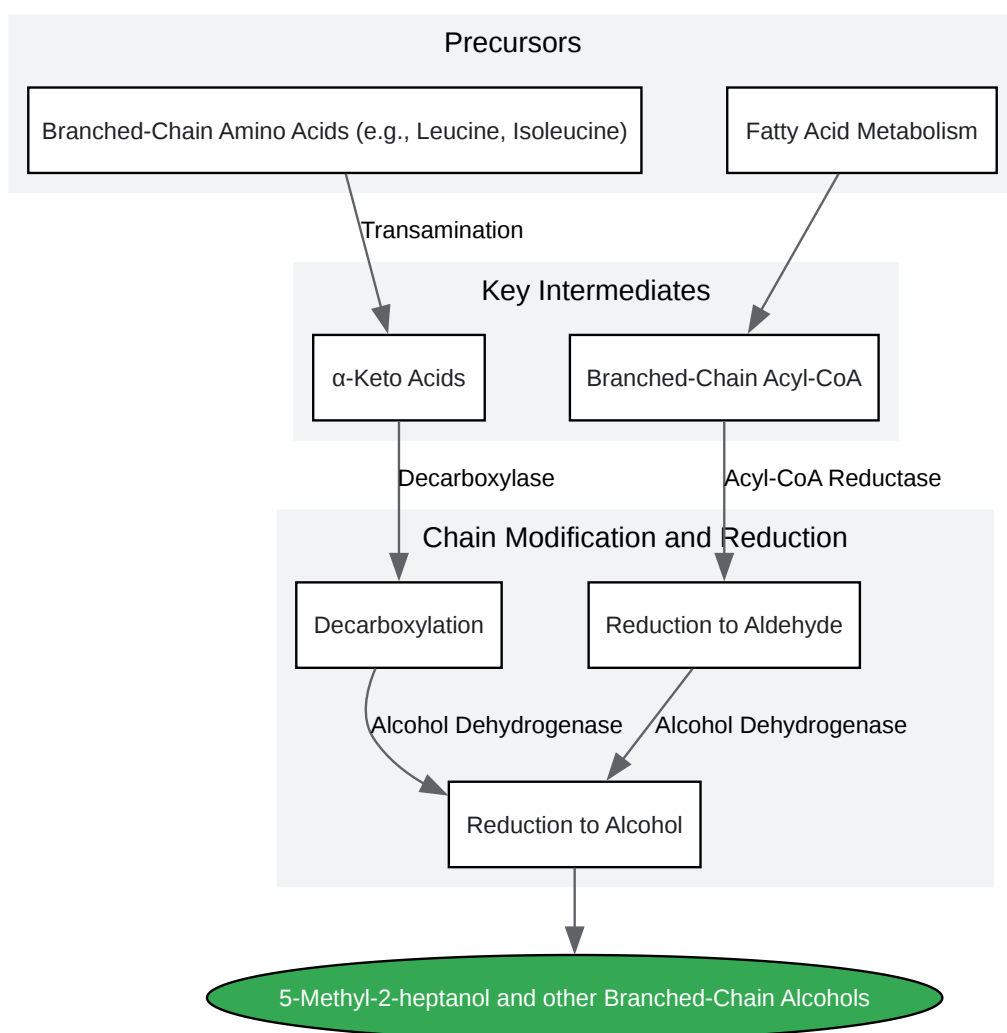 Precursors
Branched-Chain Amino Acids (e.g., Leucine, Isoleucine)
Fatty Acid Metabolism
Transamination
Key Intermediates
α-Keto Acids
Branched-Chain Acyl-CoA
Decarboxylase
Acyl-CoA Reductase
Chain Modification and Reduction
Decarboxylation
Reduction to Aldehyde
Alcohol Dehydrogenase
Alcohol Dehydrogenase
Reduction to Alcohol
5-Methyl-2-heptanol and other Branched-Chain Alcohols